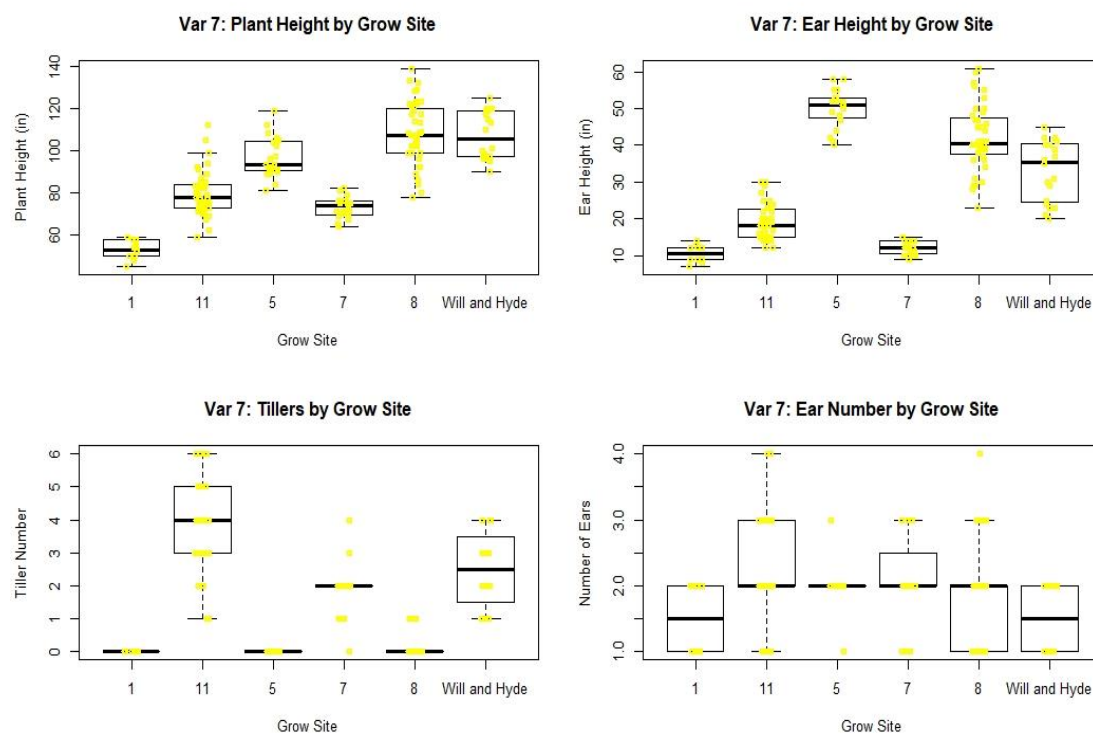 Var 7: Plant Height by Grow Site
Plant Height (in)
140
120
100
80
60
1 11 5 7 8 Will and Hyde
Grow Site
Var 7: Ear Height by Grow Site
Ear Height (in)
60
50
40
30
20
10
1 11 5 7 8 Will and Hyde
Grow Site
Var 7: Tillers by Grow Site
Tiller Number
6
5
4
3
2
1
0
1 11 5 7 8 Will and Hyde
Grow Site
Var 7: Ear Number by Grow Site
Number of Ears
4.0
3.0
2.0
1.0
1 11 5 7 8 Will and Hyde
Grow Site